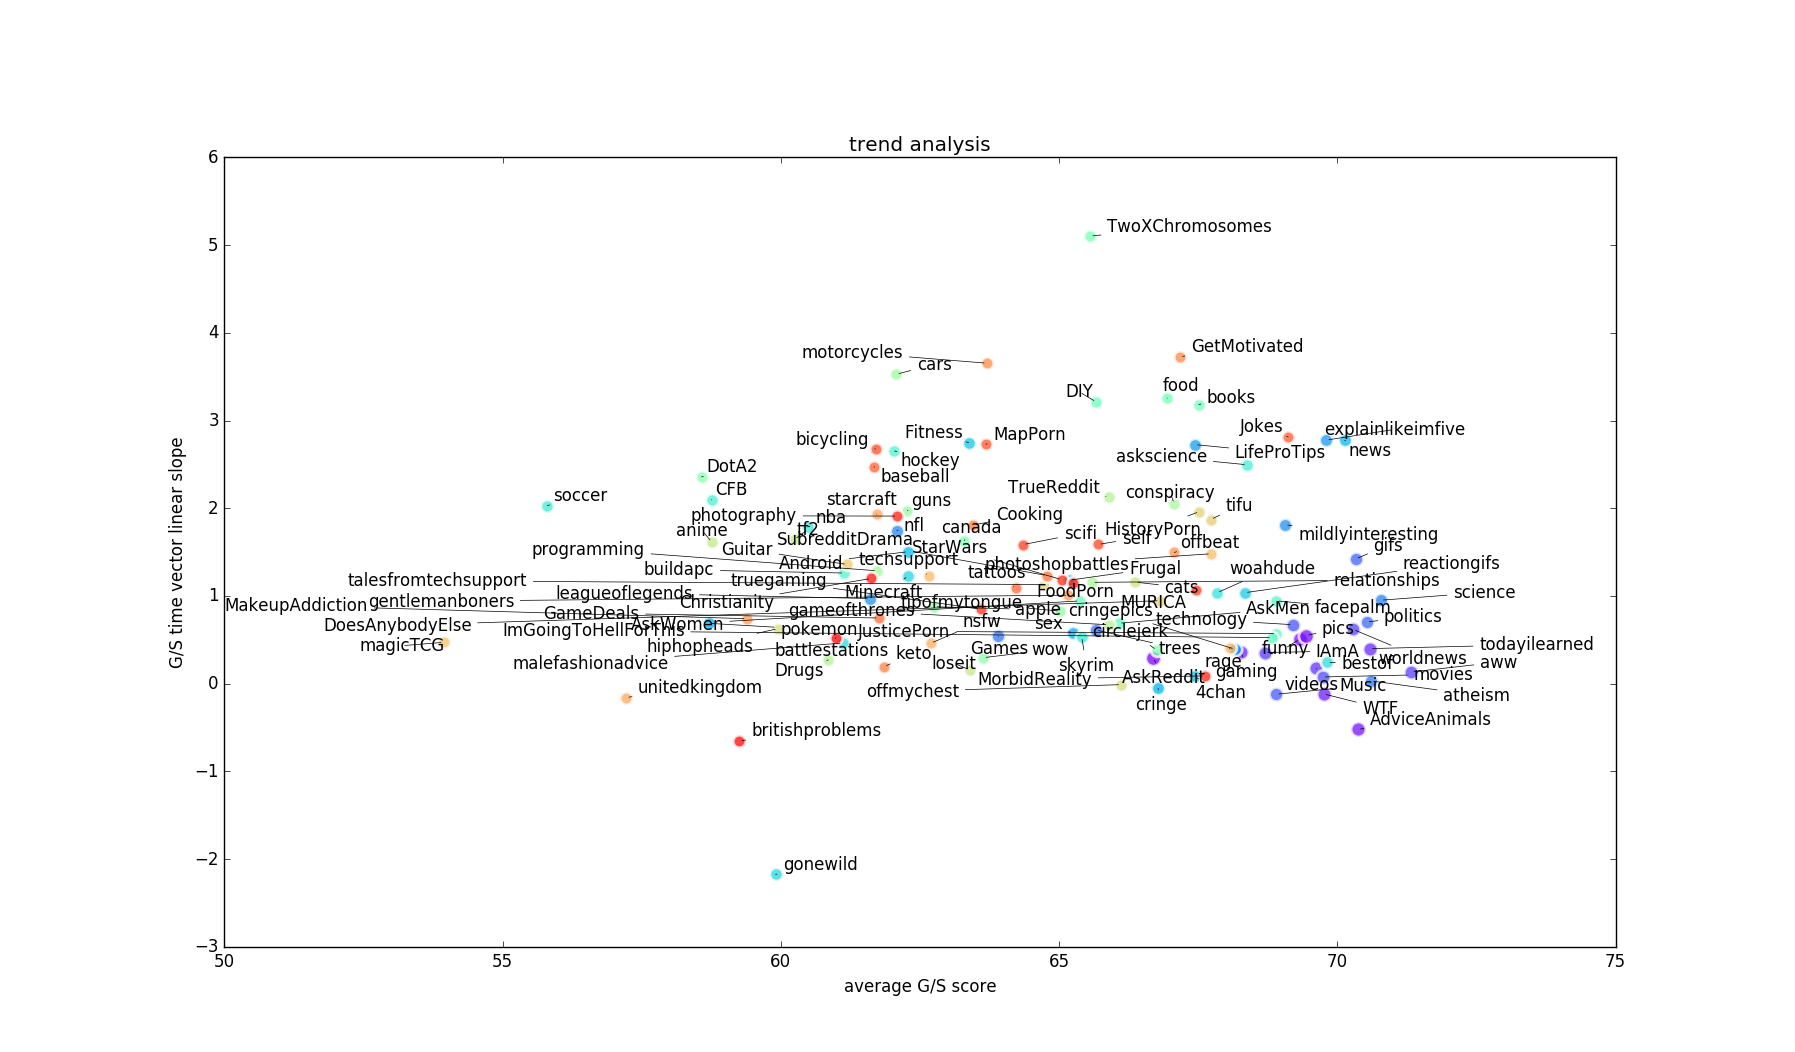 trend analysis
6
5
4
3
2
1
0
−1
−2
−3
50
55
60
65
70
75
G/S time vector linear slope
average G/S score
TwoXChromosomes
GetMotivated
motorcycles
cars
food
DIY
books
Jokes
explainlikeimfive
Fitness
MapPorn
bicycling
LifeProTips
news
askscience
hockey
DotA2
baseball
TrueReddit
CFB
conspiracy
soccer
starcraft
guns
tifu
photography
nba
Cooking
nfl
canada
HistoryPorn
tf2
anime
scifi
self
mildlyinteresting
SubredditDrama
offbeat
StarWars
gifs
programming
Guitar
Android
techsupport
photoshopbattles
Frugal
buildapc
tattoos
woahdude
reactiongifs
talesfromtechsupport
truegaming
relationships
leagueoflegends
Minecraft
FoodPorn
cats
science
MakeupAddiction
gentlemanboners
Christianity
tipofmytongue
MURICA
GameDeals
gameofthrones
apple
cringepics
AskMen
facepalm
DoesAnybodyElse
AskWomen
nsfw
sex
technology
politics
ImGoingToHellForThis
pokemon
JusticePorn
circlejerk
pics
magicTCG
hiphopheads
battlestations
Games
wow
trees
funny
IAmA
todayilearned
malefashionadvice
keto
loseit
skyrim
rage
bestof
worldnews
aww
Drugs
MorbidReality
AskReddit
gaming
movies
unitedkingdom
offmychest
4chan
videos
Music
atheism
cringe
WTF
AdviceAnimals
britishproblems
gonewild